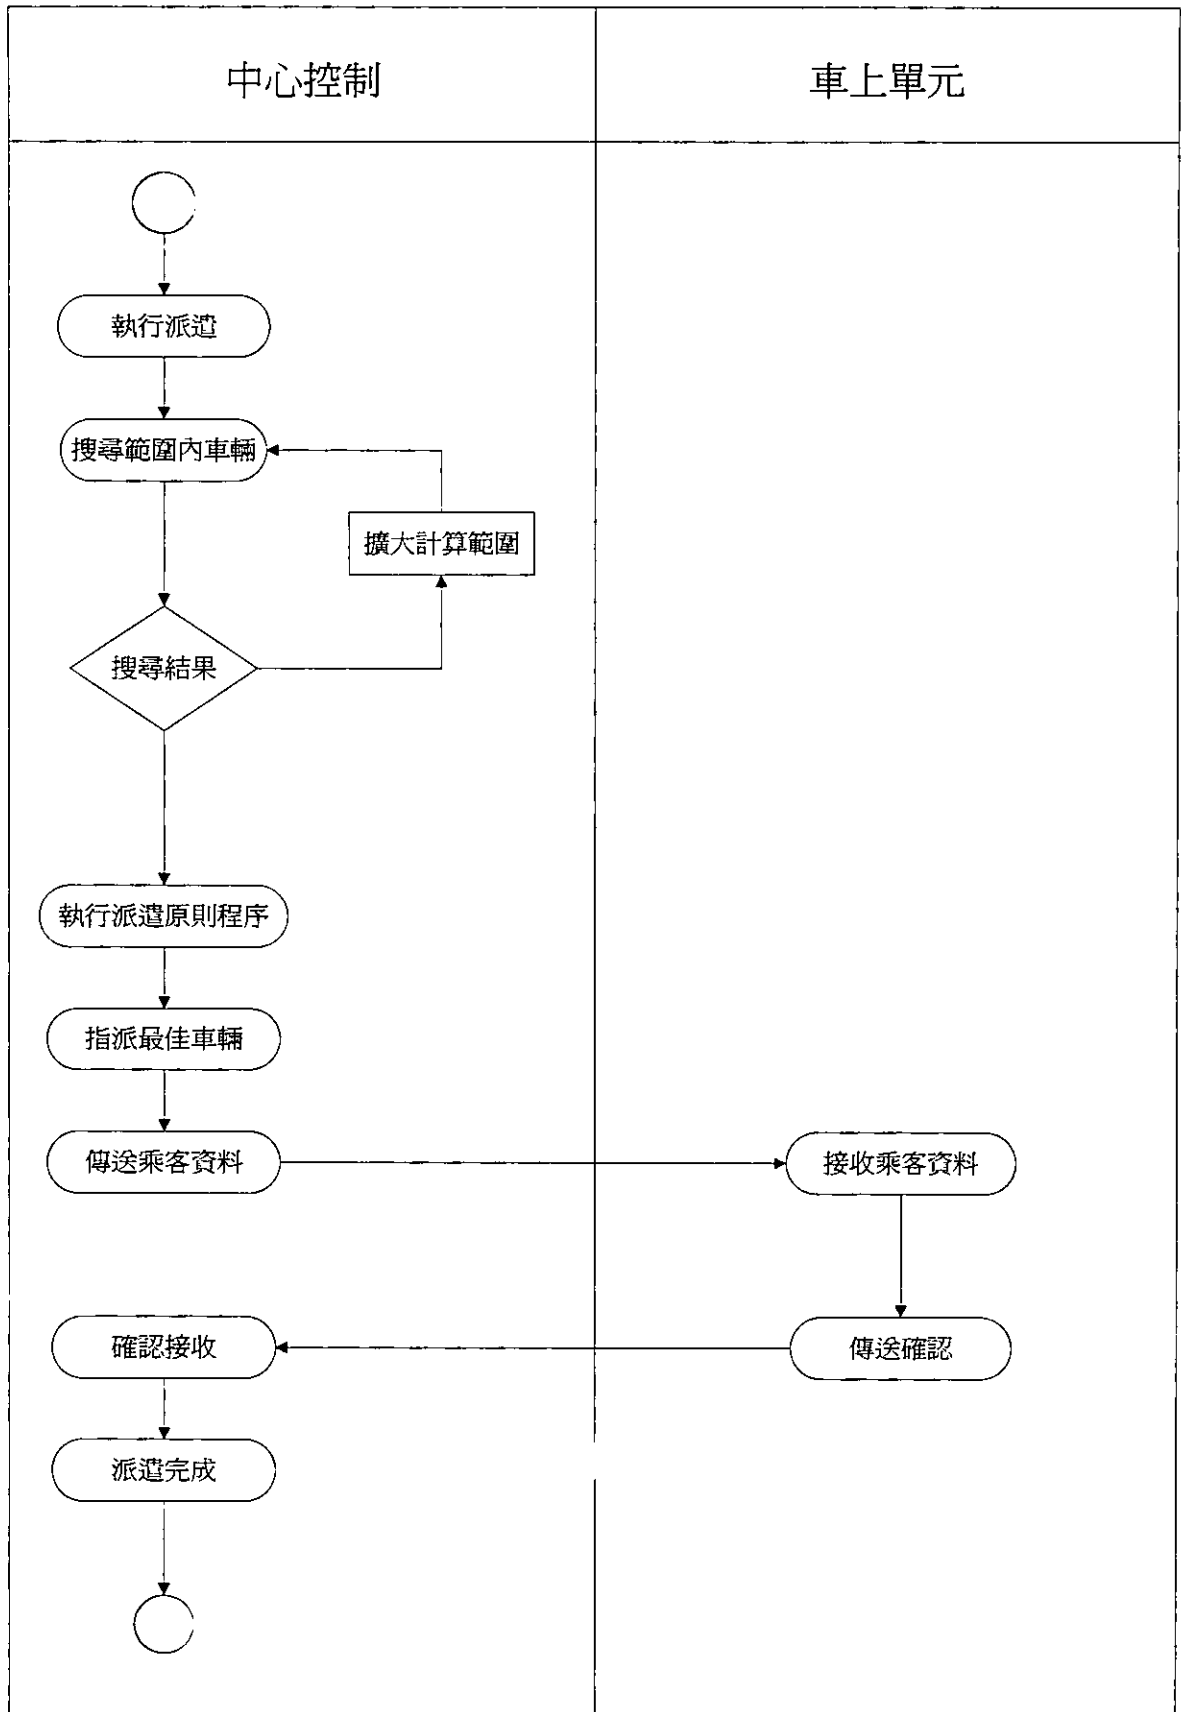 中心控制
車上單元
執行派遣
搜尋範圍內車輛
擴大計算範圍
搜尋結果
執行派遣原則程序
指派最佳車輛
傳送乘客資料
接收乘客資料
確認接收
傳送確認
派遣完成